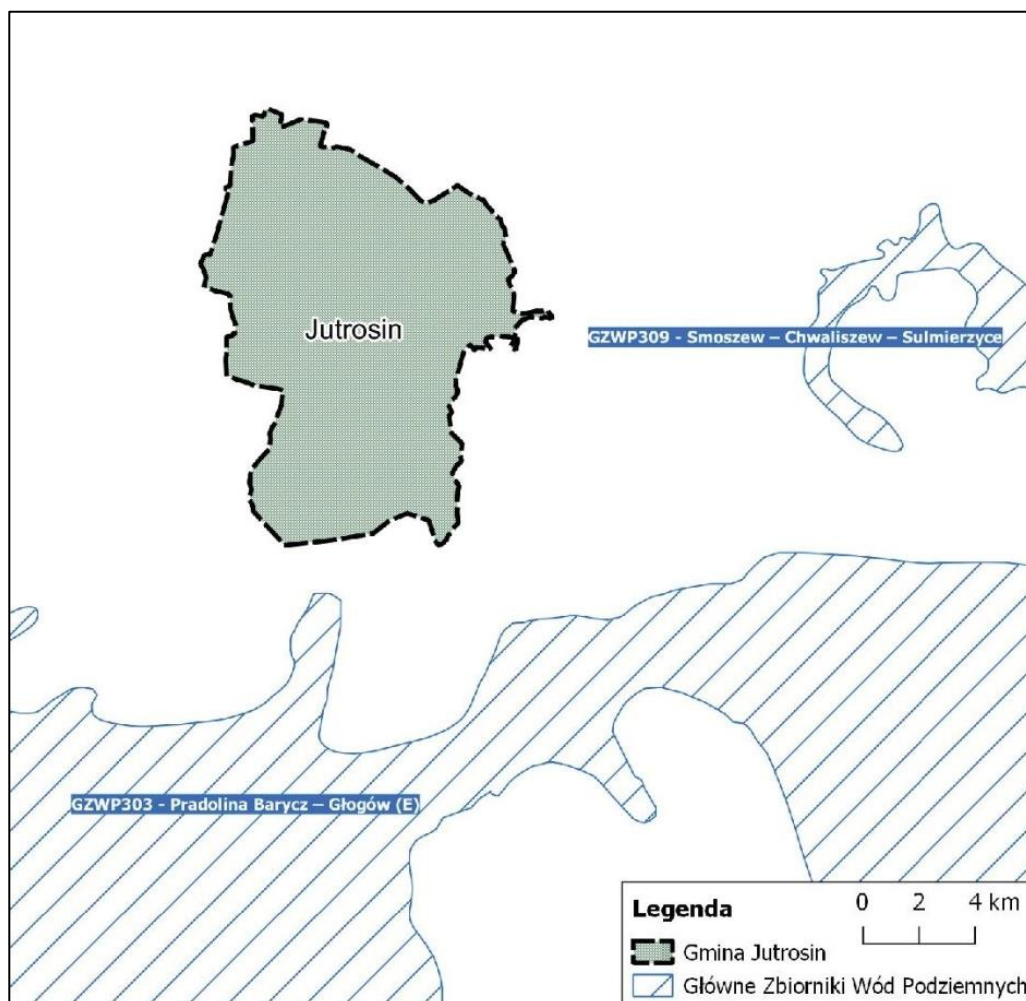 Jutrosin
GZWP309 - Smoszew – Chwaliszew – Sulmierzyce
GZWP303 - Pradolina Barycz – Głogów (E)
Legenda
0 2 4 km
Gmina Jutrosin
Główne Zbiorniki Wód Podziemnych